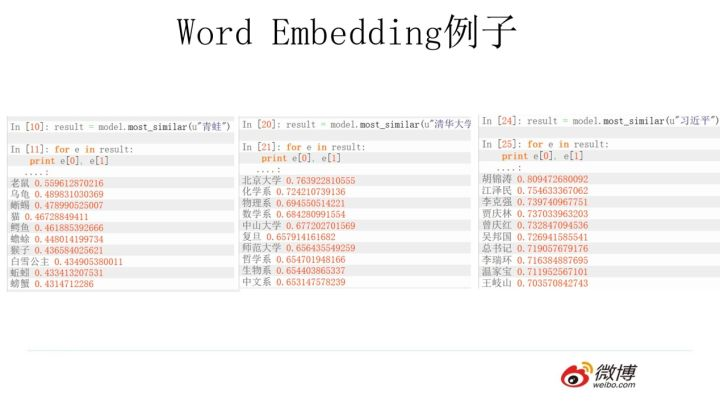 Word Embedding例子
In [10]: result = model.most_similar(u"青蛙")
In [11]: for e in result:
print e[0], e[1]
....:
老鼠 0.559612870216
乌龟 0.489831030369
蜥蜴 0.478990525007
猫 0.46728849411
鳄鱼 0.461885392666
蟾蜍 0.448014199734
猴子 0.436584025621
白雪公主 0.434905380011
蚯蚓 0.433413207531
螃蟹 0.4314712286
In [20]: result = model.most_similar(u"清华大学
In [21]: for e in result:
print e[0], e[1]
....:
北京大学 0.763922810555
化学系 0.724210739136
物理系 0.694550514221
数学系 0.684280991554
中山大学 0.677202701569
复旦 0.657914161682
师范大学 0.656435549259
哲学系 0.654701948166
生物系 0.654403865337
中文系 0.653147578239
In [24]: result = model.most_similar(u"习近平")
In [25]: for e in result:
print e[0], e[1]
....:
胡锦涛 0.809472680092
江泽民 0.754633367062
李克强 0.739740967751
贾庆林 0.737033963203
曾庆红 0.732847094536
吴邦国 0.726941585541
总书记 0.719057679176
李瑞环 0.716384887695
温家宝 0.711952567101
王岐山 0.703570842743
微博
weibo.com